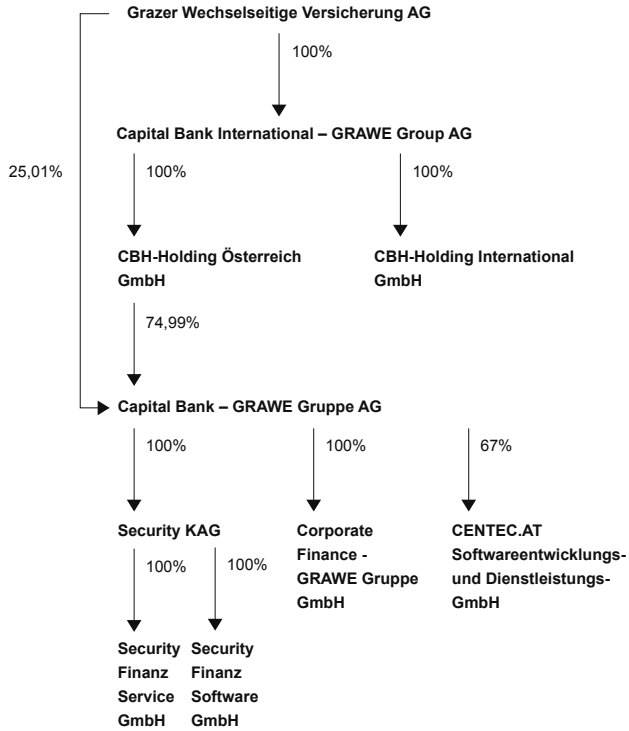 Grazer Wechselseitige Versicherung AG
100%
Capital Bank International – GRAWE Group AG
25,01%
100%
100%
CBH-Holding Österreich
GmbH
CBH-Holding International
GmbH
74,99%
Capital Bank – GRAWE Gruppe AG
100%
100%
67%
Security KAG
Corporate
Finance -
GRAWE Gruppe
GmbH
CENTEC.AT
Softwareentwicklungs-
und Dienstleistungs-
GmbH
100%
100%
Security
Finanz
Service
GmbH
Security
Finanz
Software
GmbH